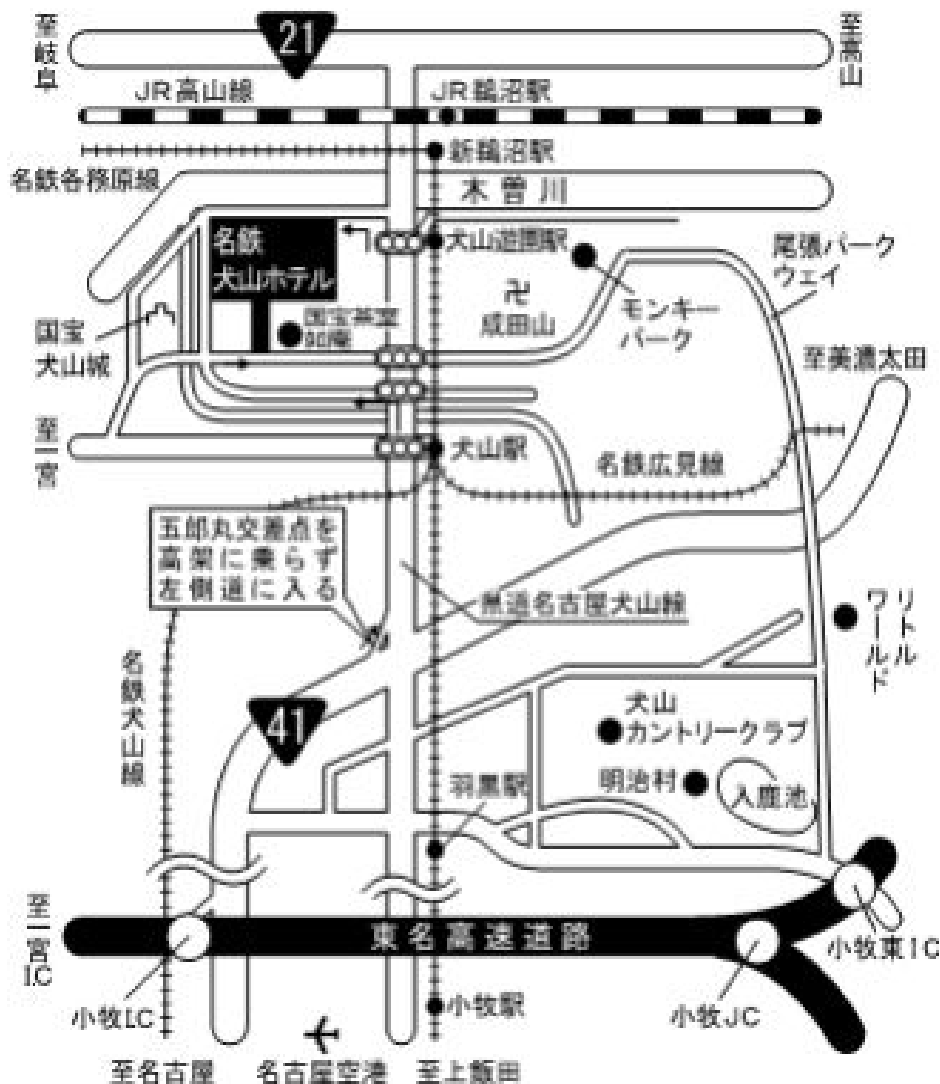 至岐阜
21
至高山
JR高山線
JR鵜沼駅
新鵜沼駅
名鉄各務原線
木曽川
名鉄
犬山ホテル
犬山遊園駅
尾張パーク
ウェイ
国宝茶室
如庵
卍
成田山
モンキー
パーク
国宝
犬山城
至美濃太田
至一宮
犬山駅
名鉄広見線
五郎丸交差点を
高架に乗らず
左側道に入る
県道名古屋犬山線
リトル
ワールド
名鉄犬山線
41
犬山
カントリークラブ
羽黒駅
明治村
入鹿池
至一宮I.C
東名高速道路
小牧東IC
小牧I.C
小牧駅
小牧JC
至名古屋
名古屋空港
至上飯田